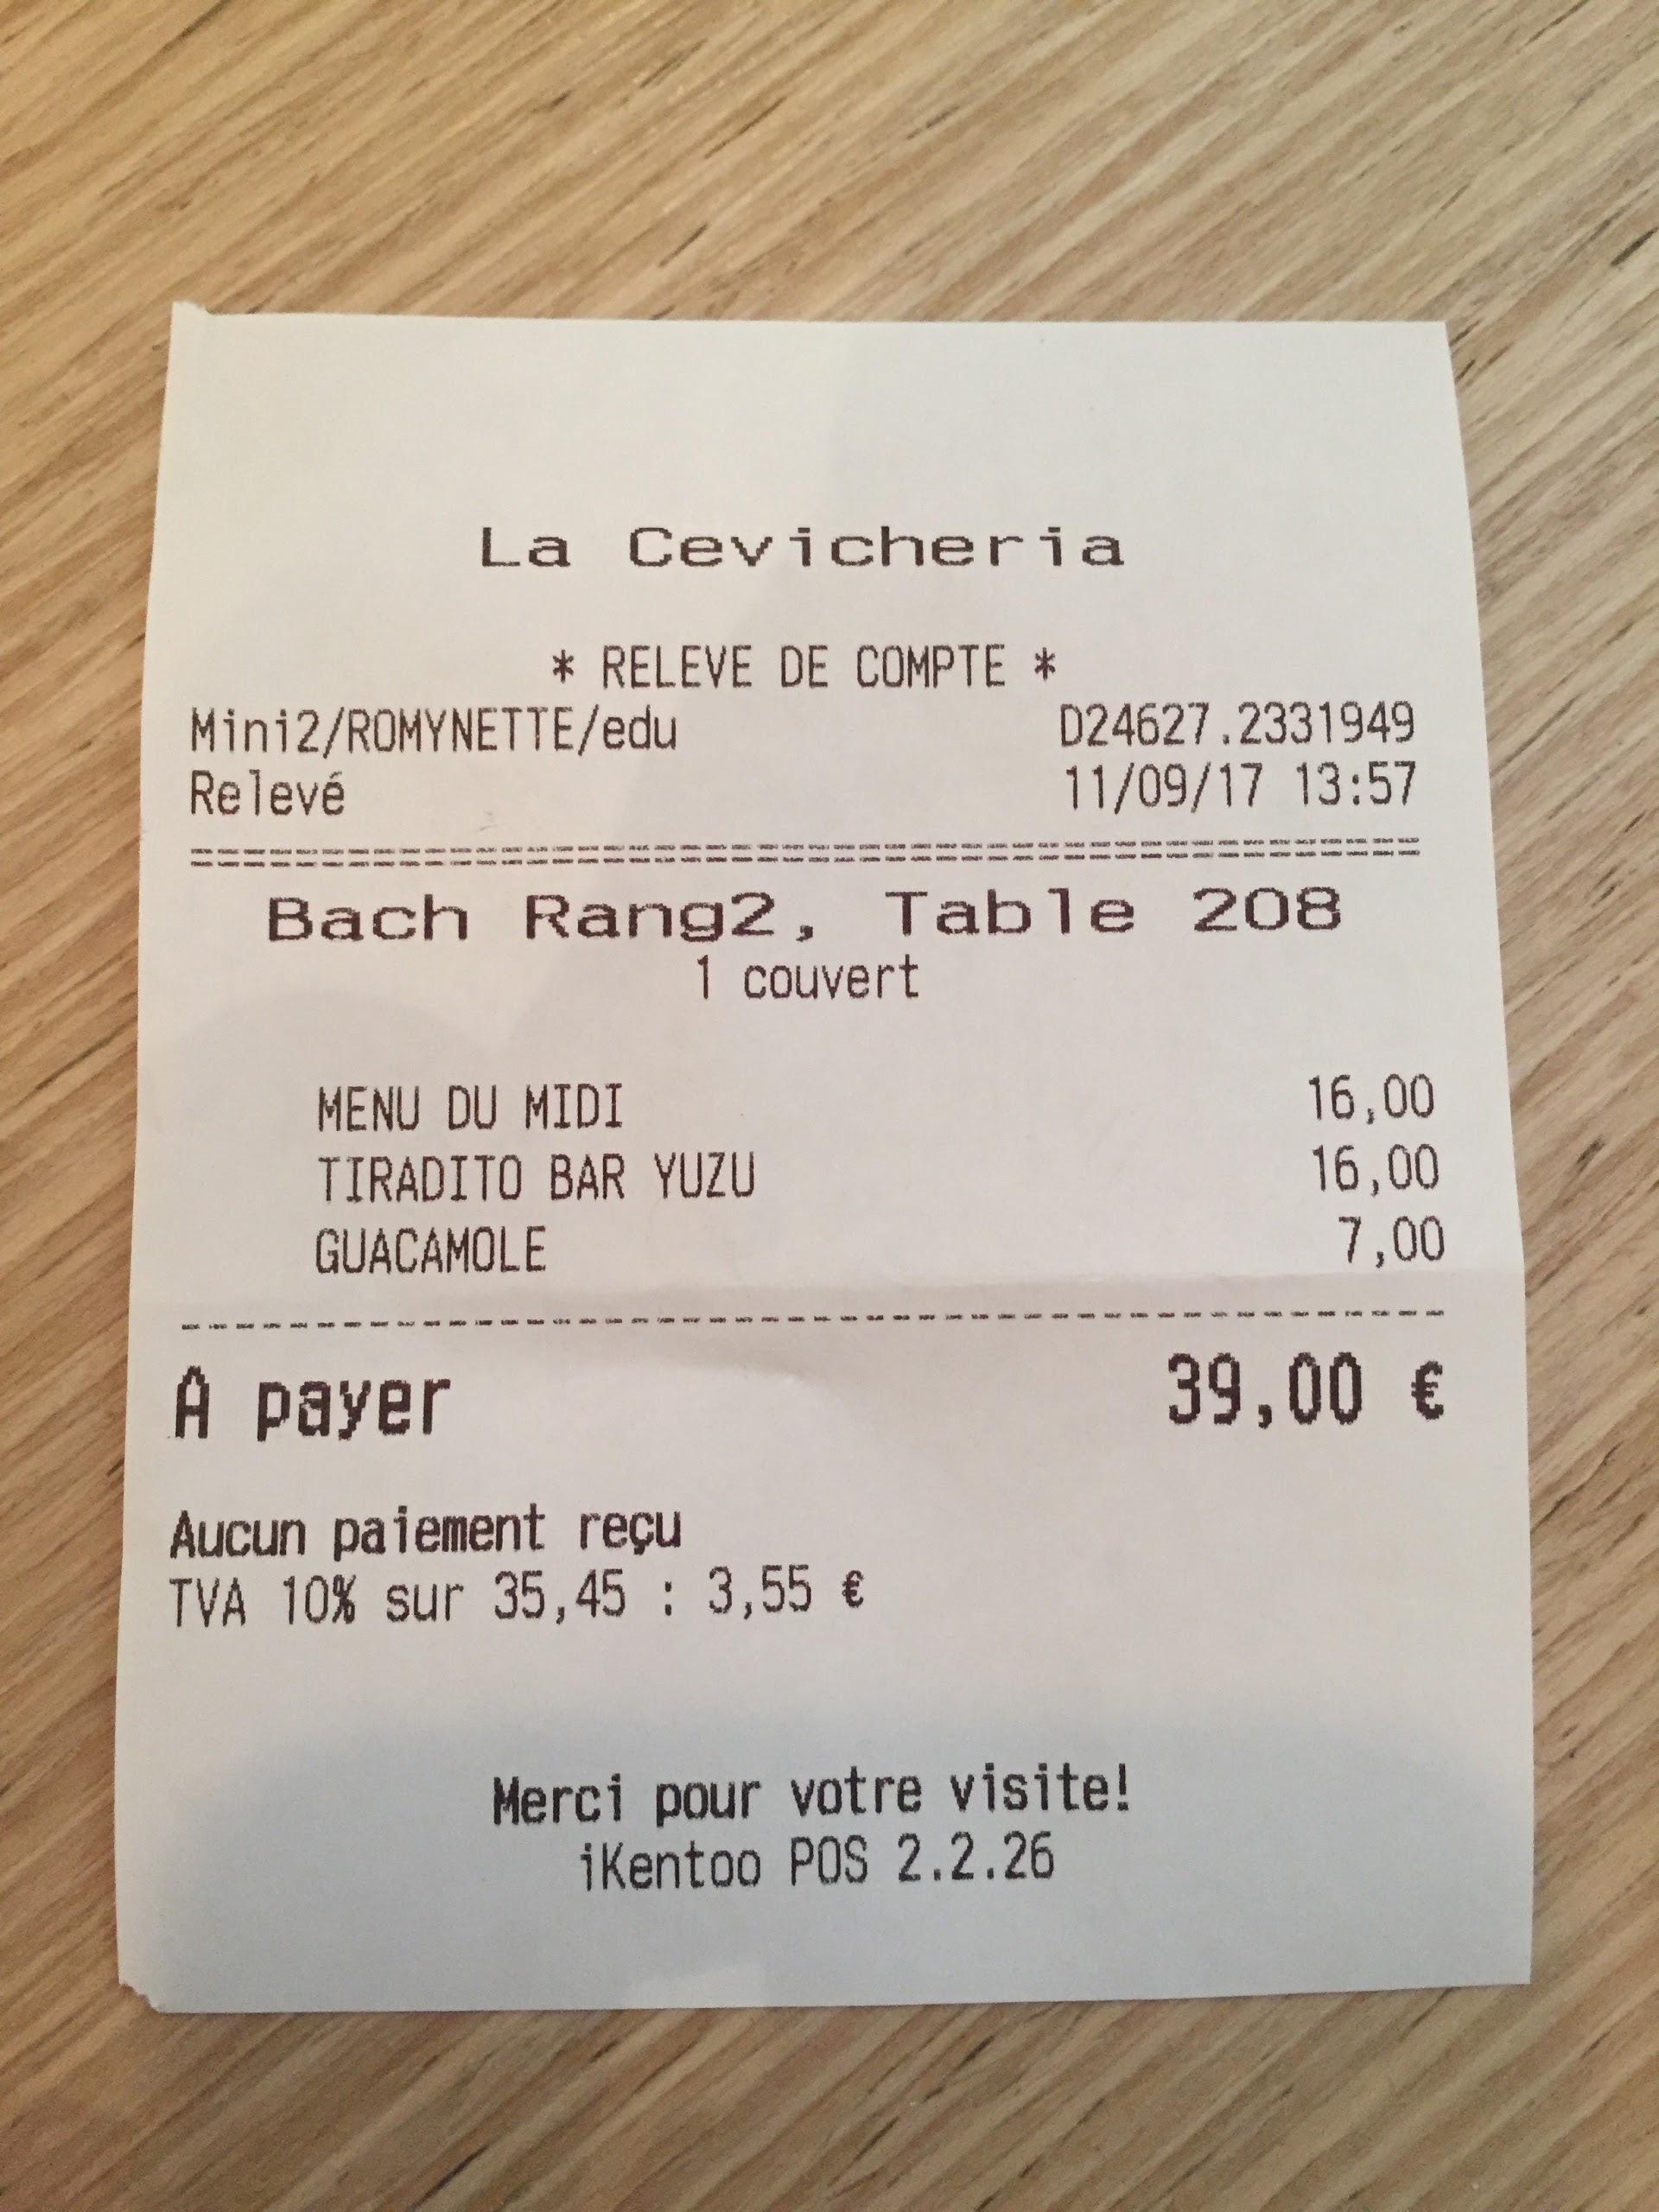 La Cevicheria
* RELEVE DE COMPTE *
Mini2/ROMYNETTE/edu D24627.2331949
Relevé 11/09/17 13:57
Bach Rang2, Table 208
1 couvert
MENU DU MIDI 16,00
TIRADITO BAR YUZU 16,00
GUACAMOLE 7,00
A payer 39,00 €
Aucun paiement reçu
TVA 10% sur 35,45 : 3,55 €
Merci pour votre visite!
iKentoo POS 2.2.26